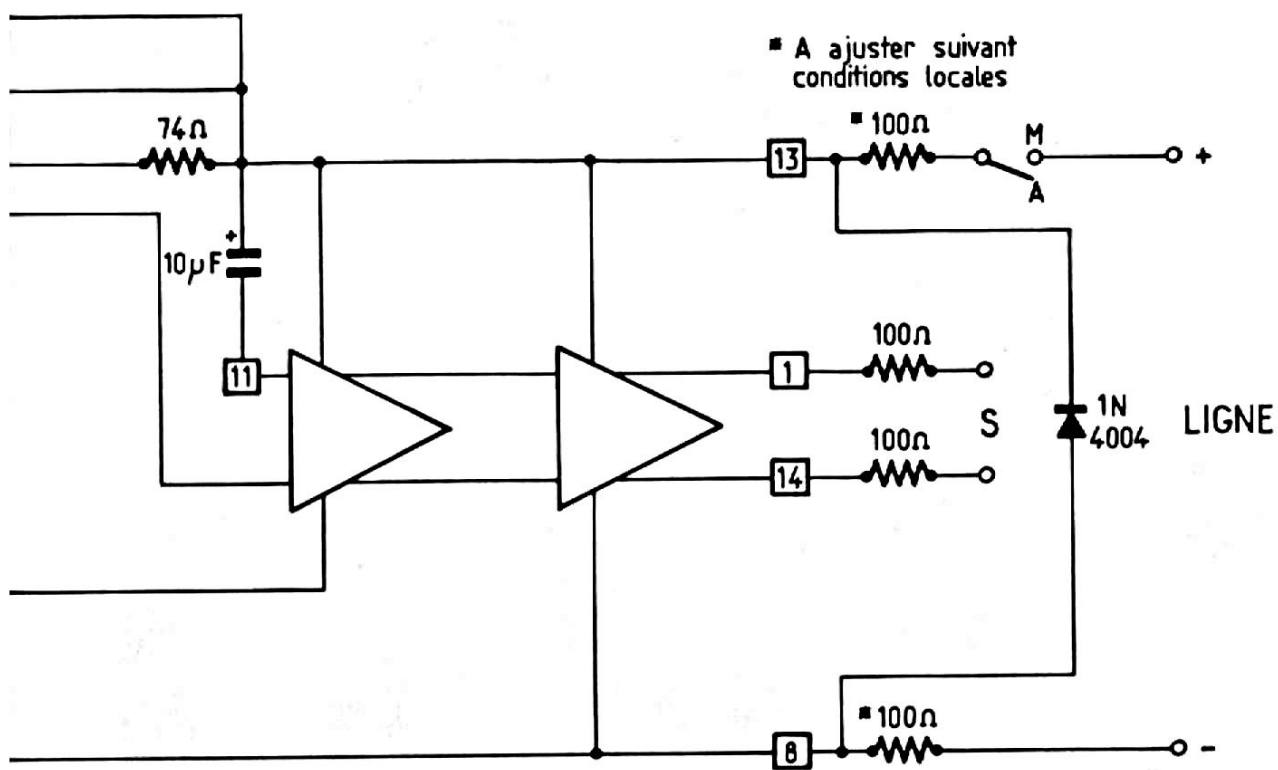 * A ajuster suivant
conditions locales
74Ω
* 100Ω
M
13
+
A
+
10µF
100Ω
11
1
1N
4004
S
LIGNE
100Ω
14
* 100Ω
8
-